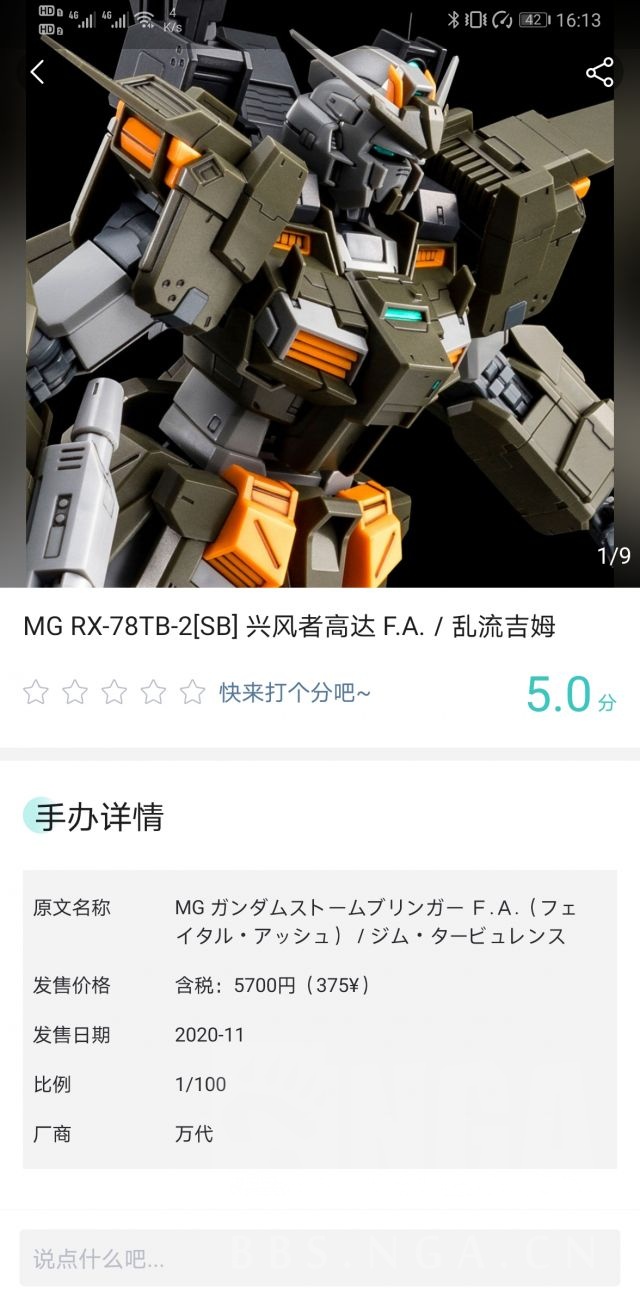 HD 2 4G 4G 4 K/s 42 16:13
HD 2
1/9
MG RX-78TB-2[SB] 兴风者高达 F.A. / 乱流吉姆
快来打个分吧~
5.0 分
手办详情
原文名称 MG ガンダムストームブリンガー Ｆ.Ａ.（フェ
イタル・アッシュ） / ジム・タービュレンス
发售价格 含税：5700円（375¥）
发售日期 2020-11
比例 1/100
厂商 万代
说点什么吧...
BBS.NGA.CN